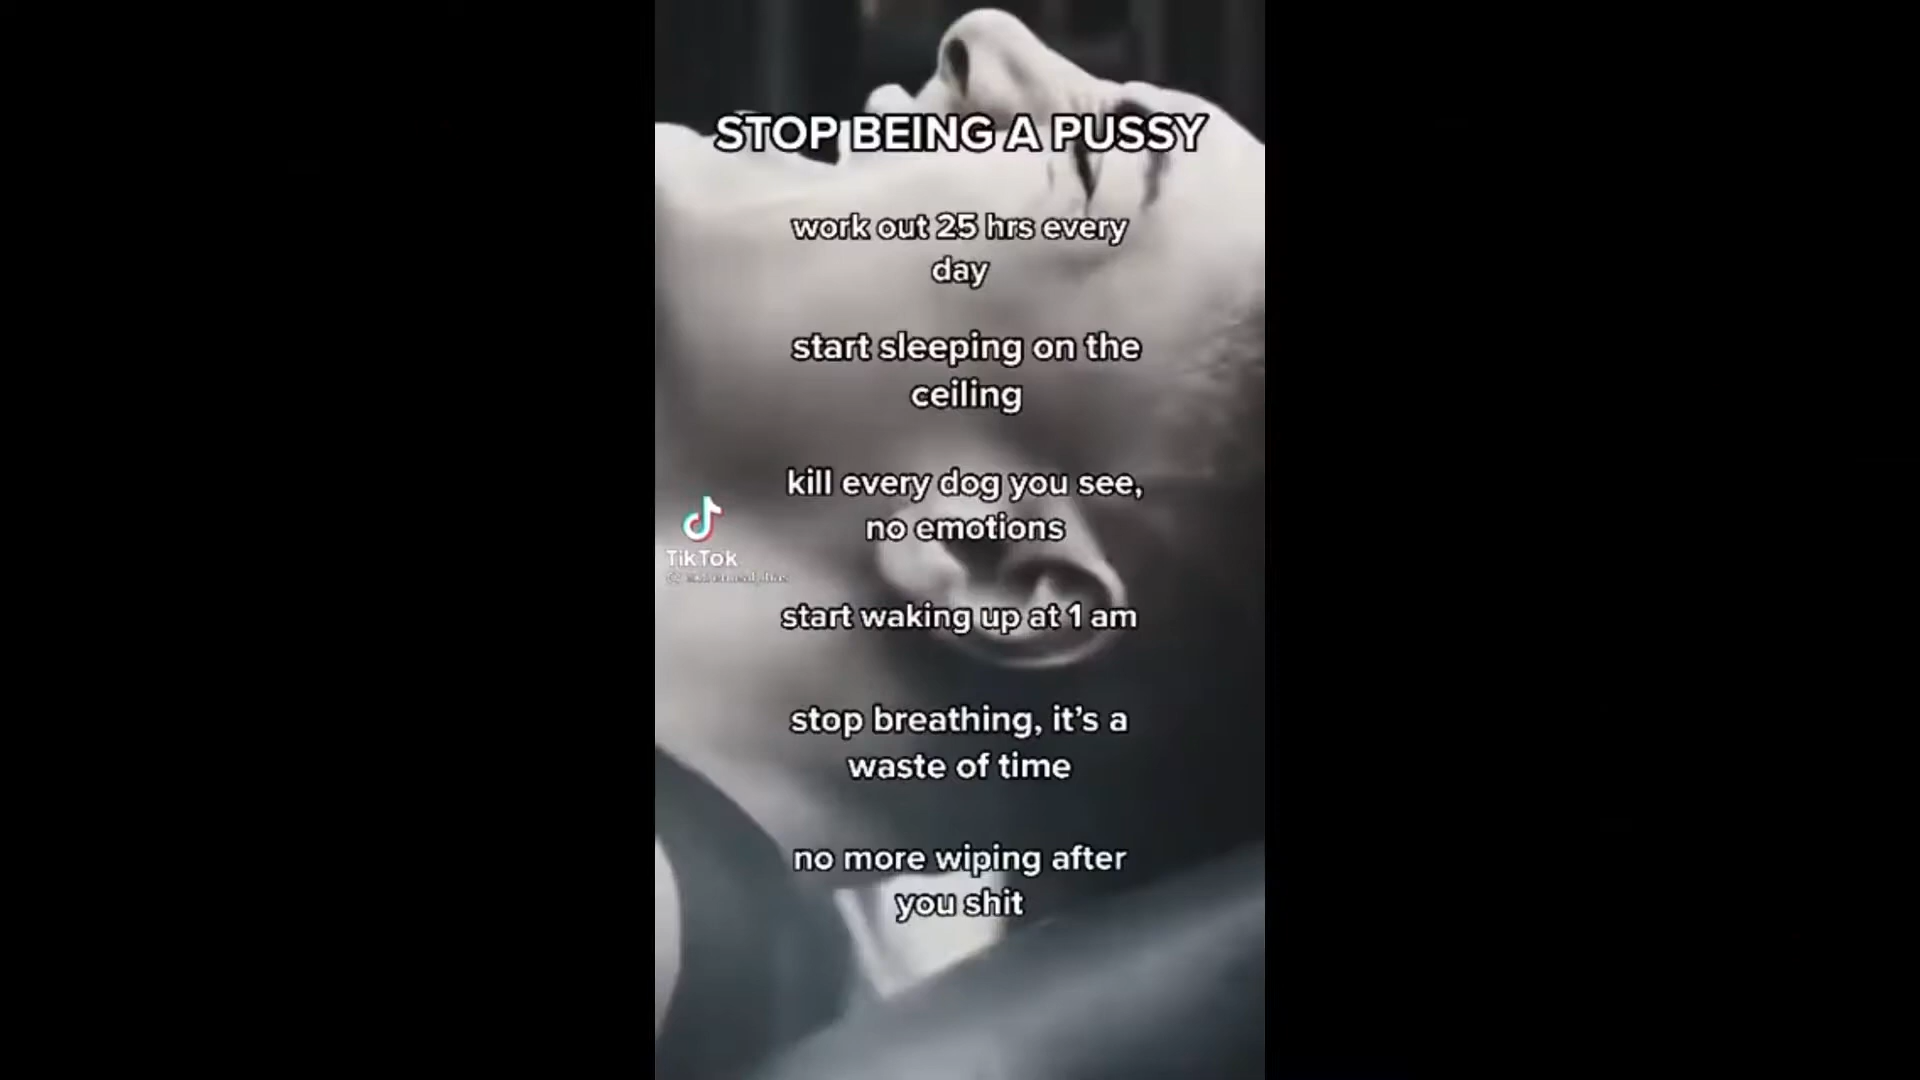 STOP BEING A PUSSY
work out 25 hrs every
day
start sleeping on the
ceiling
kill every dog you see,
no emotions
TikTok
start waking up at 1 am
stop breathing, it's a
waste of time
no more wiping after
you shit